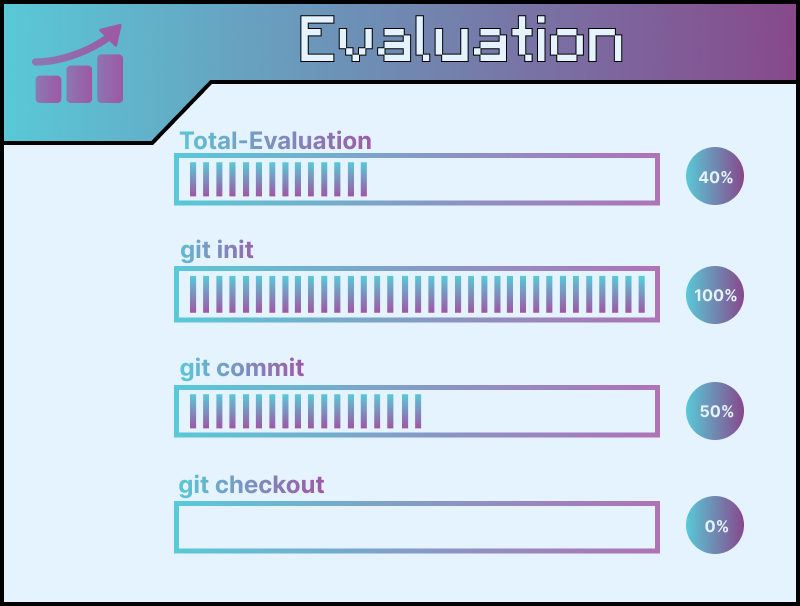 Evaluation
Total-Evaluation
40%
git init
100%
git commit
50%
git checkout
0%